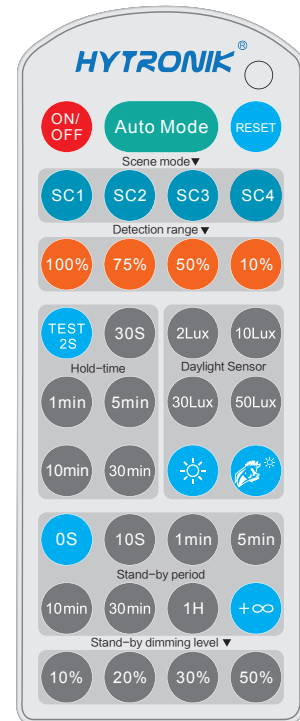 HYTRONIK®
ON/
OFF
Auto Mode
RESET
Scene mode▼
SC1 SC2 SC3 SC4
Detection range ▼
100% 75% 50% 10%
TEST
2S
30S
2Lux 10Lux
Hold-time
Daylight Sensor
1min 5min
30Lux 50Lux
10min 30min
0S 10S 1min 5min
Stand-by period
10min 30min 1H +∞
Stand-by dimming level ▼
10% 20% 30% 50%